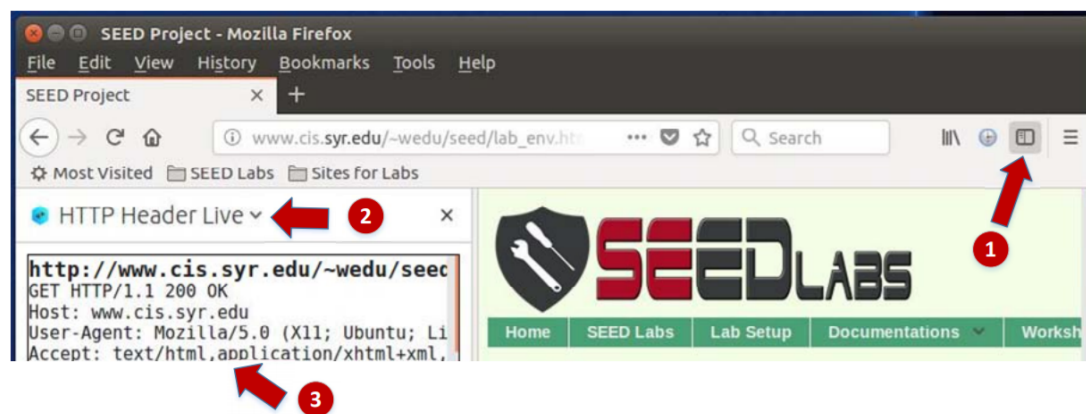 SEED Project - Mozilla Firefox
File Edit View History Bookmarks Tools Help
SEED Project
www.cis.syr.edu/~wedu/seed/lab_env.ht
Search
Most Visited SEED Labs Sites for Labs
1
HTTP Header Live
2
http://www.cis.syr.edu/~wedu/seed
GET HTTP/1.1 200 OK
Host: www.cis.syr.edu
User-Agent: Mozilla/5.0 (X11; Ubuntu; Li
Accept: text/html,application/xhtml+xml,
3
SEEDLABS
Home SEED Labs Lab Setup Documentations Worksh